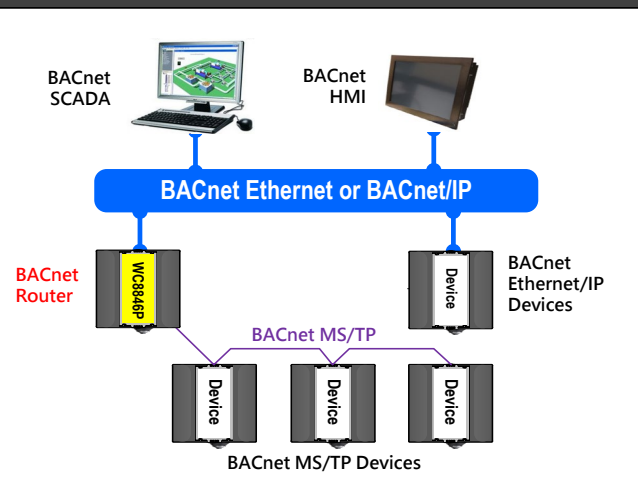 BACnet
SCADA
BACnet
HMI
BACnet Ethernet or BACnet/IP
BACnet
Router
WC8846P
Device
BACnet
Ethernet/IP
Devices
BACnet MS/TP
Device
Device
Device
BACnet MS/TP Devices